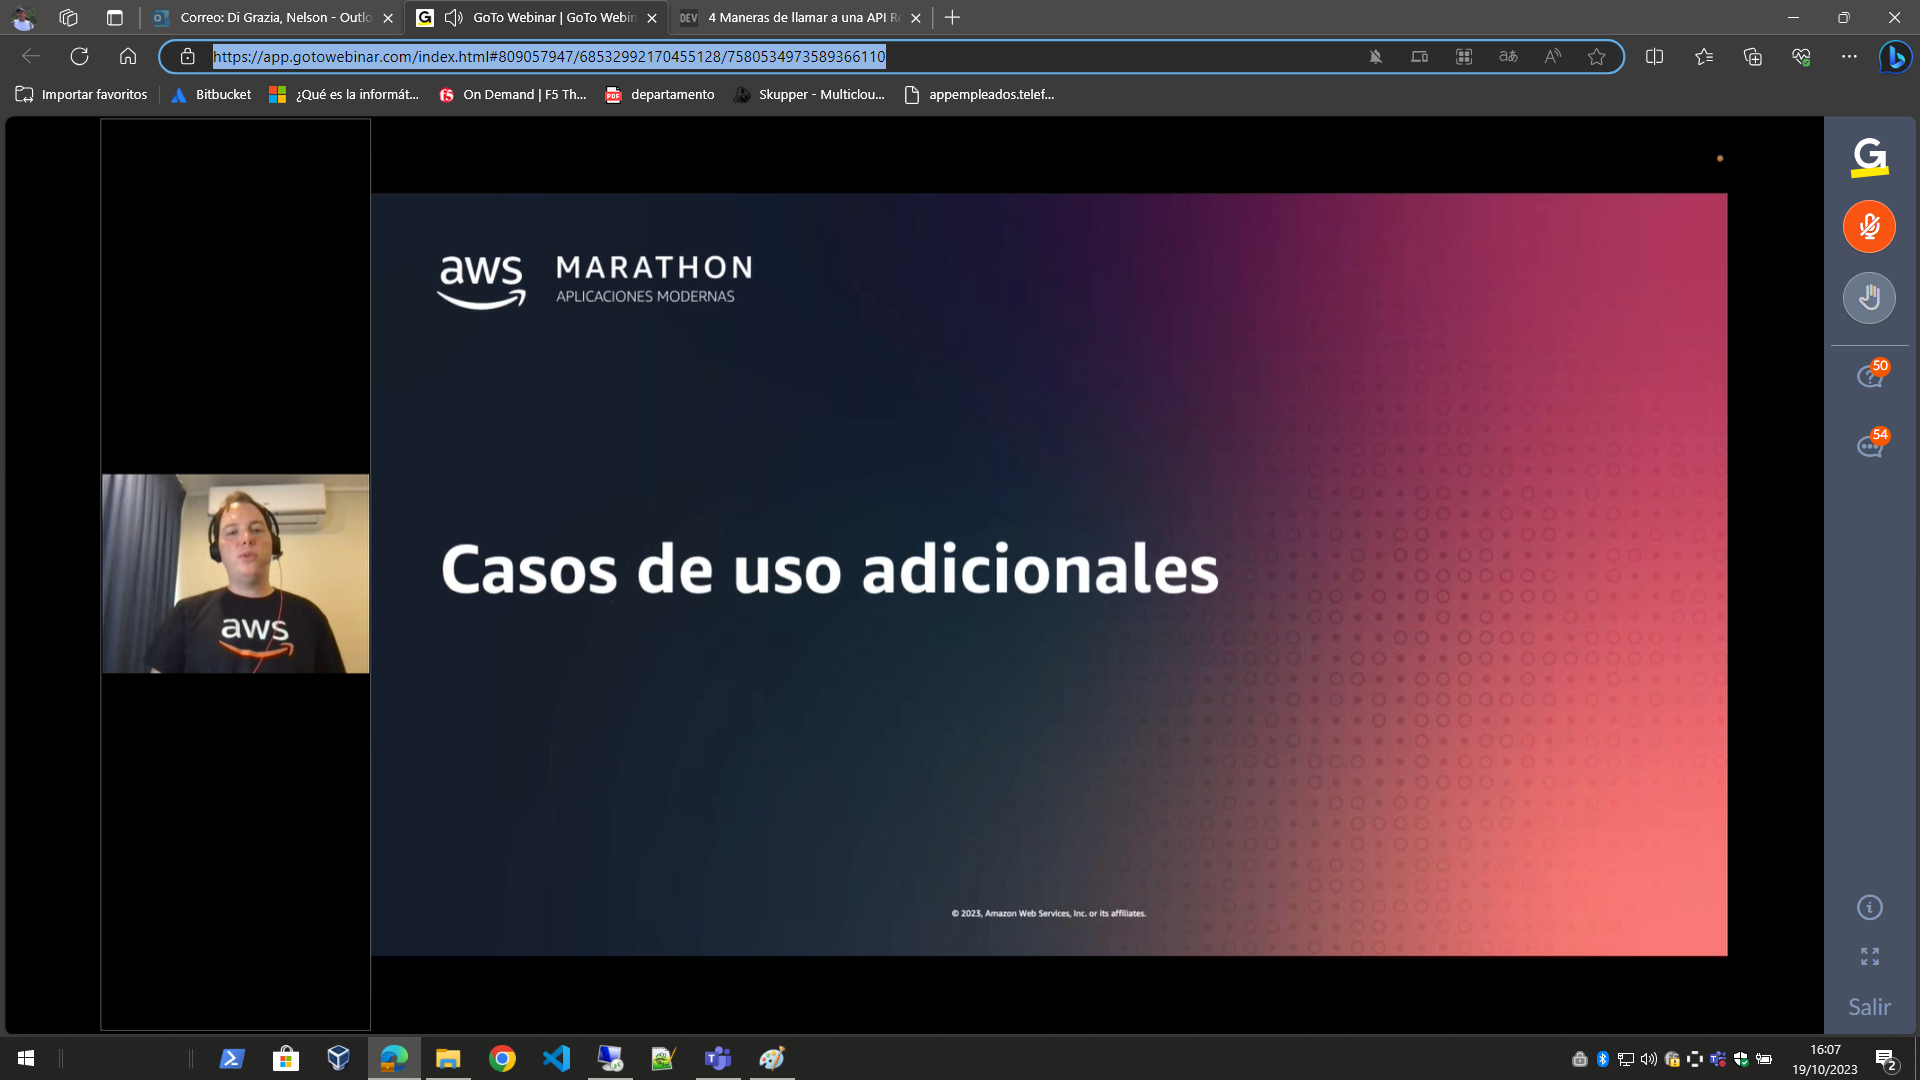 Correo: Di Grazia, Nelson - Outlo
GoTo Webinar | GoTo Webin
DEV
4 Maneras de llamar a una API Re
https://app.gotowebinar.com/index.html#809057947/68532992170455128/7580534973589366110
Importar favoritos
Bitbucket
¿Qué es la informát...
On Demand | F5 Th...
departamento
Skupper - Multiclou...
appempleados.telef...
aws MARATHON
APLICACIONES MODERNAS
Casos de uso adicionales
aws
© 2023, Amazon Web Services, Inc. or its affiliates.
50
54
Salir
16:07
19/10/2023
2